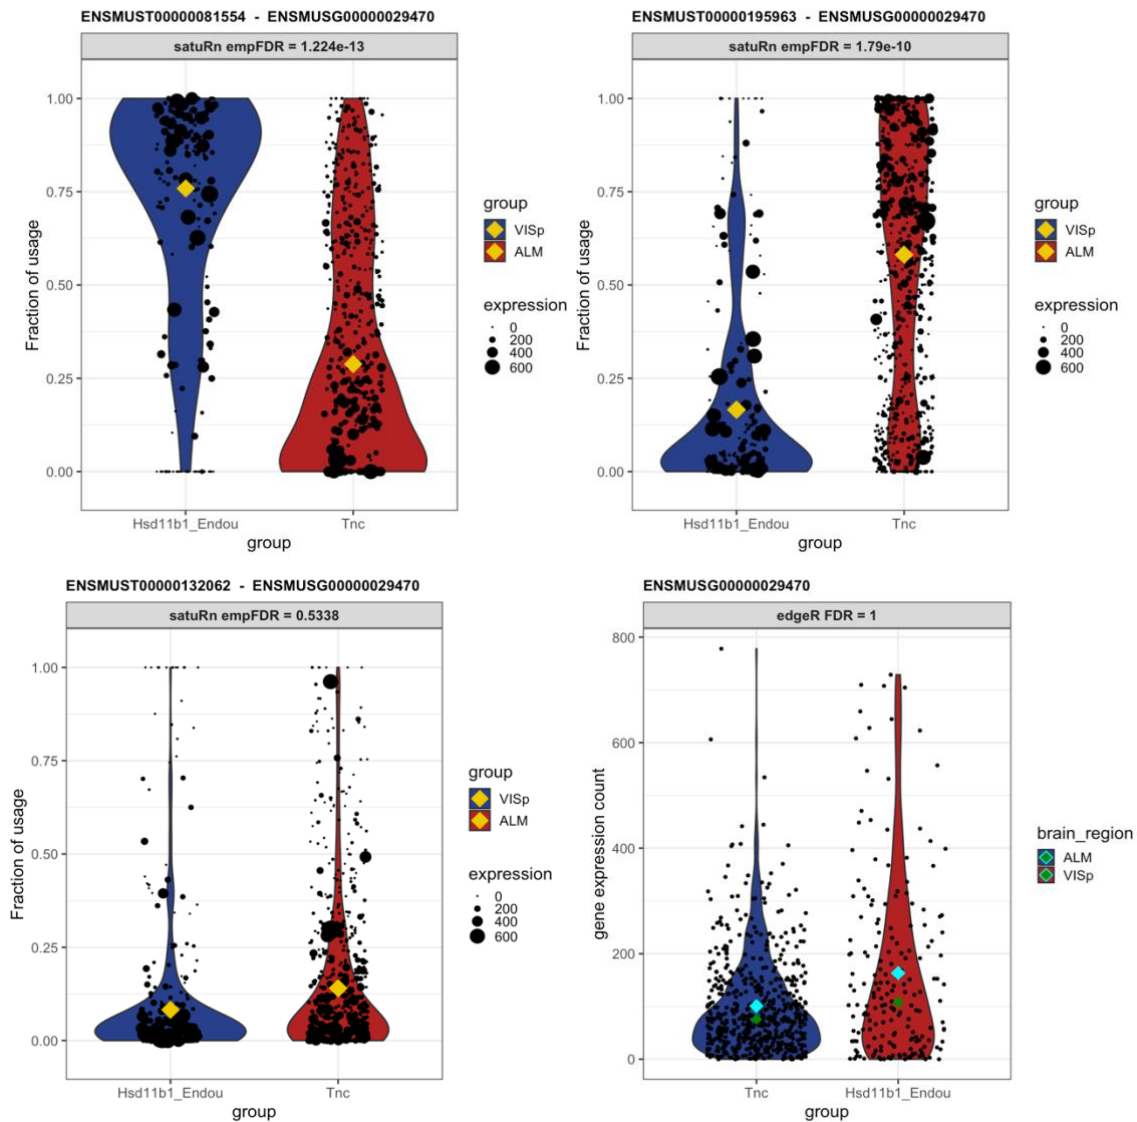 ENSMUST00000081554 - ENSMUSG00000029470
satuRn empFDR = 1.224e-13
Fraction of usage
1.00
0.75
0.50
0.25
0.00
Hsd11b1_Endou
Tnc
group
group
VISp
ALM
expression
0
200
400
600
ENSMUST00000195963 - ENSMUSG00000029470
satuRn empFDR = 1.79e-10
Fraction of usage
1.00
0.75
0.50
0.25
0.00
Hsd11b1_Endou
Tnc
group
group
VISp
ALM
expression
0
200
400
600
ENSMUST00000132062 - ENSMUSG00000029470
satuRn empFDR = 0.5338
Fraction of usage
1.00
0.75
0.50
0.25
0.00
Hsd11b1_Endou
Tnc
group
group
VISp
ALM
expression
0
200
400
600
ENSMUSG00000029470
edgeR FDR = 1
gene expression count
800
600
400
200
0
Tnc
Hsd11b1_Endou
group
brain_region
ALM
VISp